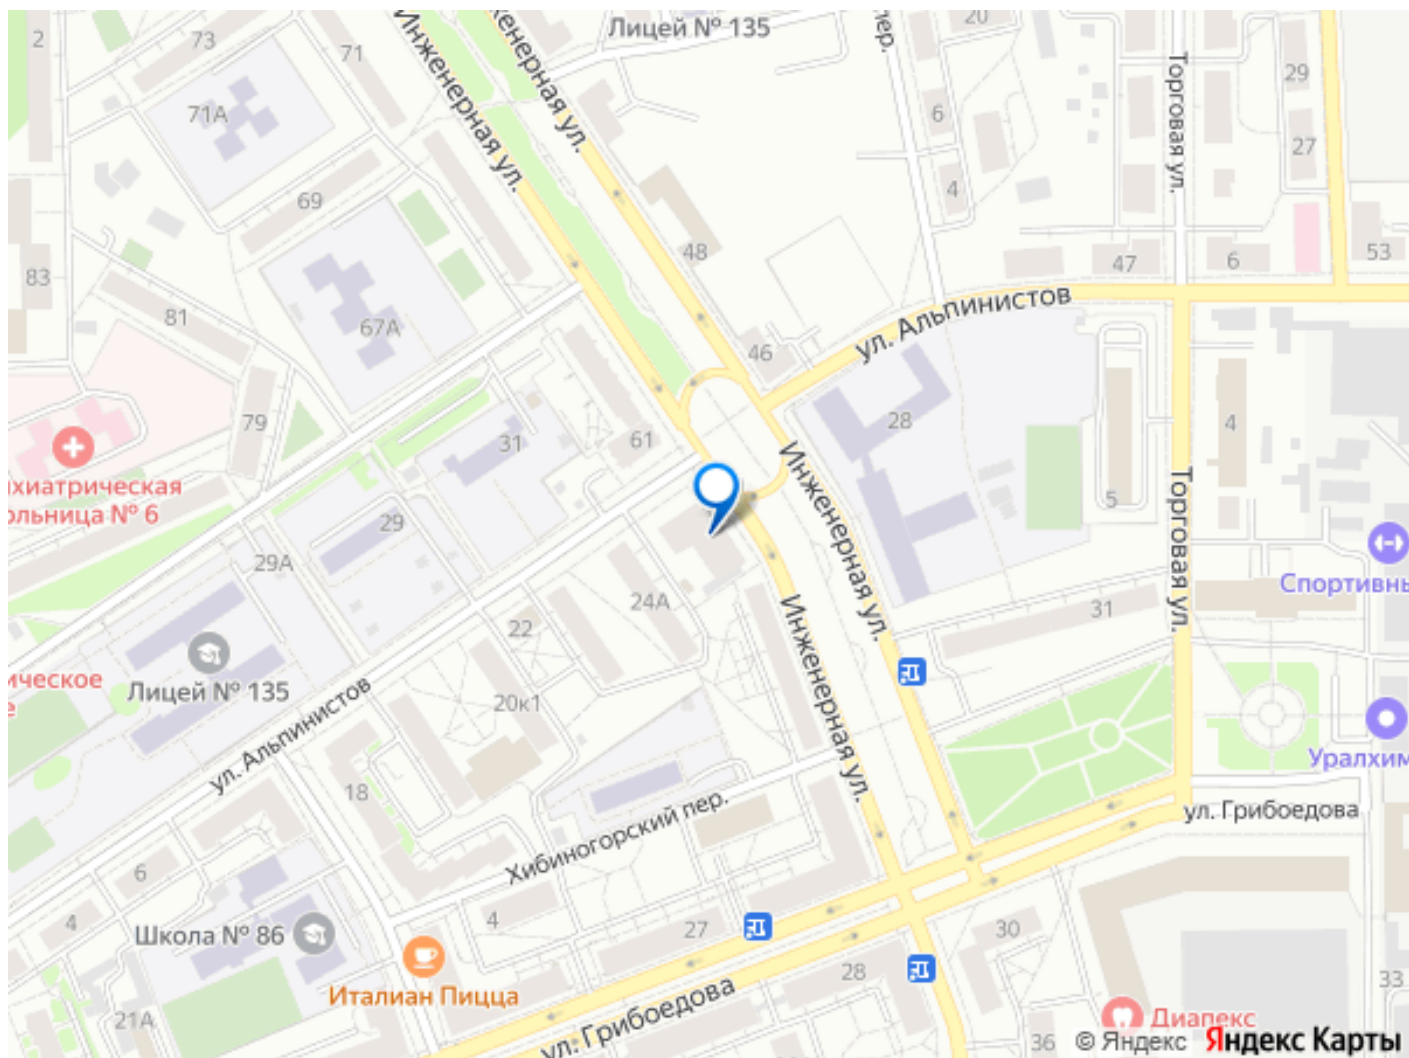 Лицей № 135
пер.
20
2
73
71
Инженерная ул.
женерная ул.
Торговая ул.
29
71А
6
27
4
69
48
47
6
53
83
ул. Альпинистов
81
67А
46
79
31
61
28
4
Инженерная ул.
хиатрическая
ольница № 6
29
5
Торговая ул.
29А
Спортивны
24А
31
22
Инженерная ул.
Лицей № 135
ическое
е
20к1
ул. Альпинистов
Уралхим
18
Хибиногорский пер.
ул. Грибоедова
6
4
4
Школа № 86
27
30
28
Италиан Пицца
33
21А
ул. Грибоедова
36
Диапекс
© Яндекс Яндекс Карты